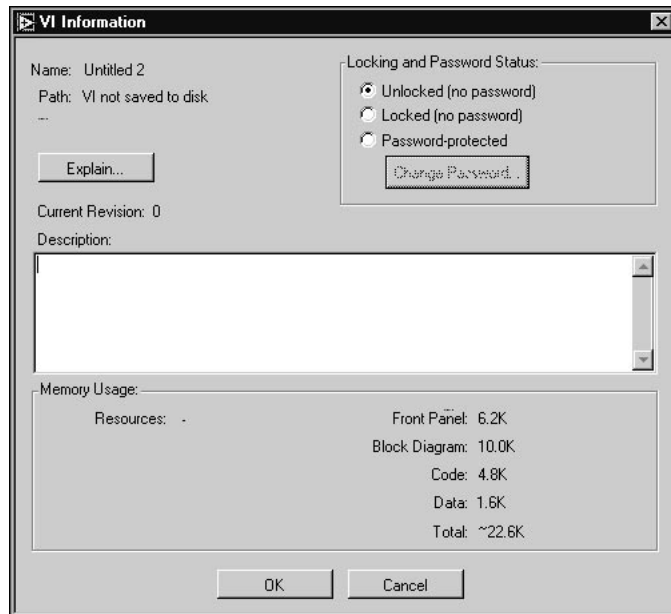 VI Information
Name: Untitled 2
Path: VI not saved to disk
Explain...
Current Revision: 0
Locking and Password Status:
Unlocked (no password)
Locked (no password)
Password-protected
Change Password...
Description:
Memory Usage:
Resources: -
Front Panel: 6.2K
Block Diagram: 10.0K
Code: 4.8K
Data: 1.6K
Total: ~22.6K
OK
Cancel